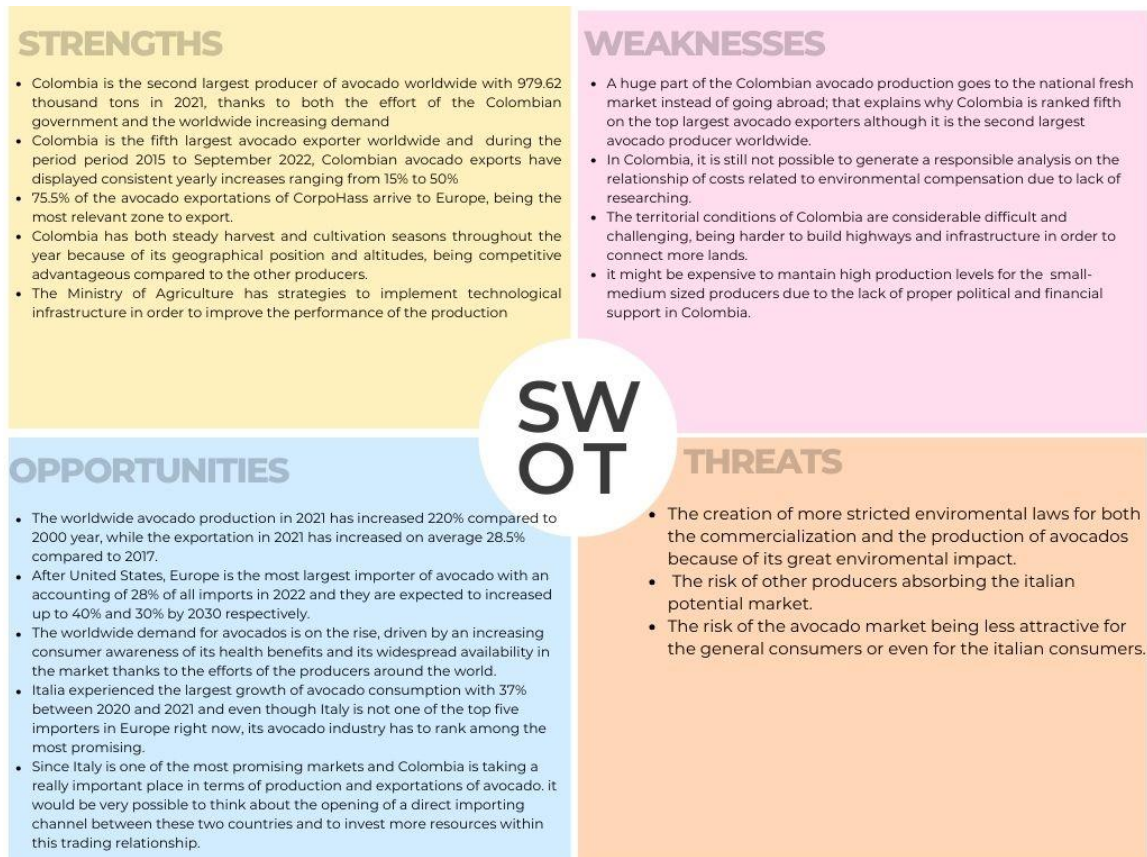 STRENGTHS
• Colombia is the second largest producer of avocado worldwide with 979.62
thousand tons in 2021, thanks to both the effort of the Colombian
government and the worldwide increasing demand
• Colombia is the fifth largest avocado exporter worldwide and during the
period period 2015 to September 2022, Colombian avocado exports have
displayed consistent yearly increases ranging from 15% to 50%
• 75.5% of the avocado exportations of CorpoHass arrive to Europe, being the
most relevant zone to export.
• Colombia has both steady harvest and cultivation seasons throughout the
year because of its geographical position and altitudes, being competitive
advantageous compared to the other producers.
• The Ministry of Agriculture has strategies to implement technological
infrastructure in order to improve the performance of the production
WEAKNESSES
• A huge part of the Colombian avocado production goes to the national fresh
market instead of going abroad; that explains why Colombia is ranked fifth
on the top largest avocado exporters although it is the second largest
avocado producer worldwide.
• In Colombia, it is still not possible to generate a responsible analysis on the
relationship of costs related to environmental compensation due to lack of
researching.
• The territorial conditions of Colombia are considerable difficult and
challenging, being harder to build highways and infrastructure in order to
connect more lands.
• it might be expensive to mantain high production levels for the small-
medium sized producers due to the lack of proper political and financial
support in Colombia.
SW
OT
OPPORTUNITIES
• The worldwide avocado production in 2021 has increased 220% compared to
2000 year, while the exportation in 2021 has increased on average 28.5%
compared to 2017.
• After United States, Europe is the most largest importer of avocado with an
accounting of 28% of all imports in 2022 and they are expected to increased
up to 40% and 30% by 2030 respectively.
• The worldwide demand for avocados is on the rise, driven by an increasing
consumer awareness of its health benefits and its widespread availability in
the market thanks to the efforts of the producers around the world.
• Italia experienced the largest growth of avocado consumption with 37%
between 2020 and 2021 and even though Italy is not one of the top five
importers in Europe right now, its avocado industry has to rank among the
most promising.
• Since Italy is one of the most promising markets and Colombia is taking a
really important place in terms of production and exportations of avocado. it
would be very possible to think about the opening of a direct importing
channel between these two countries and to invest more resources within
this trading relationship.
THREATS
• The creation of more stricted enviromental laws for both
the commercialization and the production of avocados
because of its great enviromental impact.
• The risk of other producers absorbing the italian
potential market.
• The risk of the avocado market being less attractive for
the general consumers or even for the italian consumers.